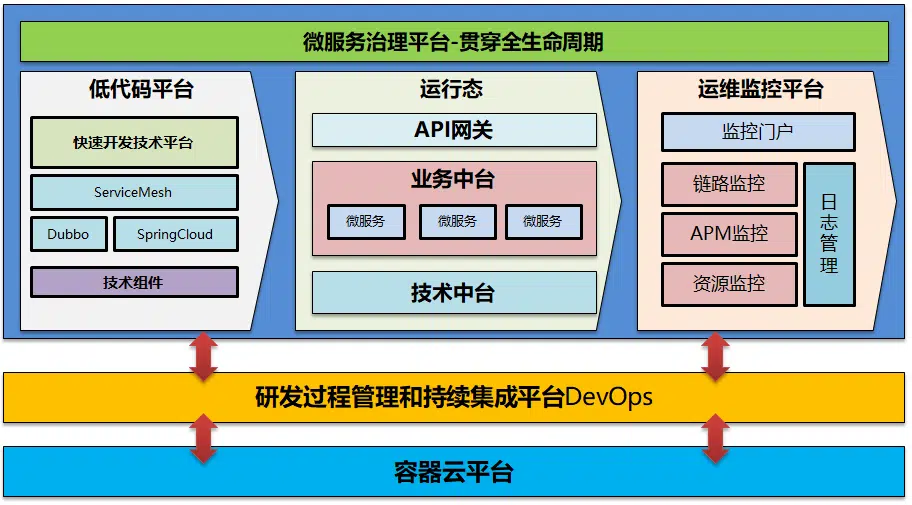 微服务治理平台-贯穿全生命周期
低代码平台
快速开发技术平台
ServiceMesh
Dubbo
SpringCloud
技术组件
运行态
API网关
业务中台
微服务
微服务
微服务
技术中台
运维监控平台
监控门户
链路监控
APM监控
资源监控
日志管理
研发过程管理和持续集成平台DevOps
容器云平台